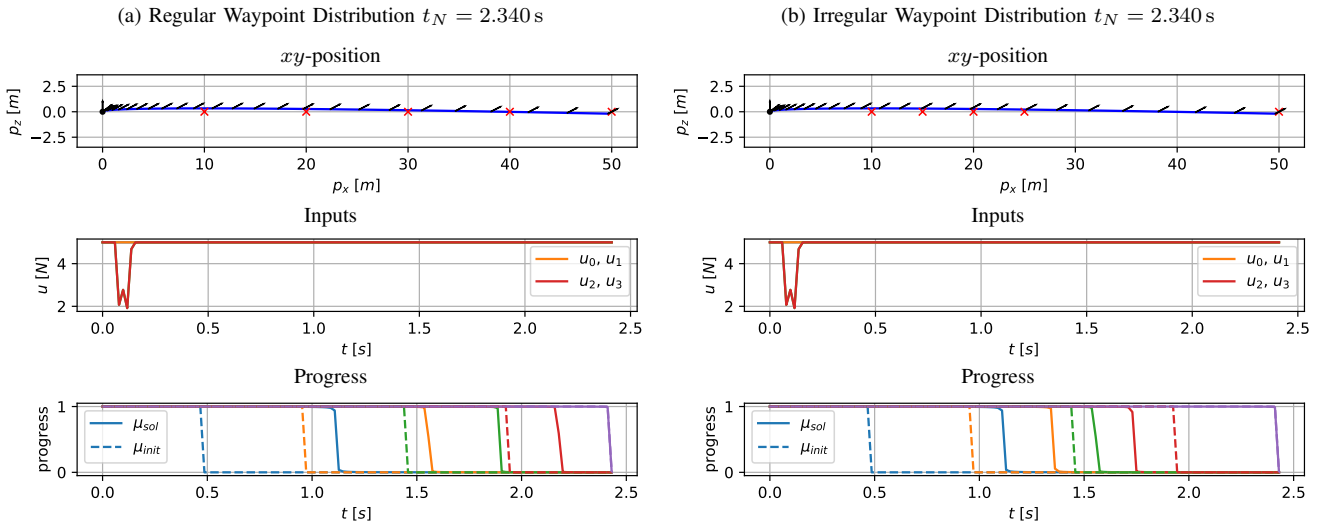 (a) Regular Waypoint Distribution t_N = 2.340 s
xy-position
p_z [m]
2.5
0.0
−2.5
0 10 20 30 40 50
p_x [m]
Inputs
u [N]
4
2
u_0, u_1
u_2, u_3
0.0 0.5 1.0 1.5 2.0 2.5
t [s]
Progress
progress
1
0
μ_sol
μ_init
0.0 0.5 1.0 1.5 2.0 2.5
t [s]
(b) Irregular Waypoint Distribution t_N = 2.340 s
xy-position
p_z [m]
2.5
0.0
−2.5
0 10 20 30 40 50
p_x [m]
Inputs
u [N]
4
2
u_0, u_1
u_2, u_3
0.0 0.5 1.0 1.5 2.0 2.5
t [s]
Progress
progress
1
0
μ_sol
μ_init
0.0 0.5 1.0 1.5 2.0 2.5
t [s]